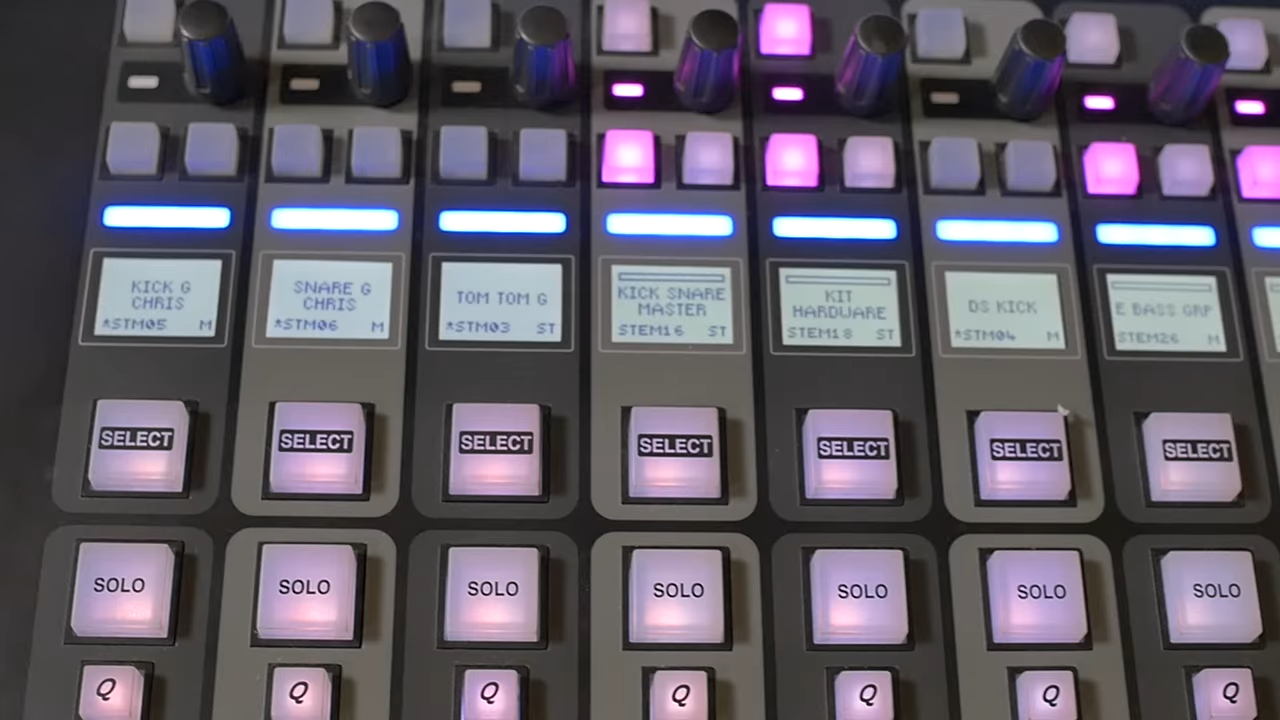 KICK G
CHRIS
*STM05 M
SNARE G
CHRIS
*STM06 M
TOM TOM G
*STM03 ST
KICK SNARE
MASTER
STEM16 ST
KIT
HARDWARE
STEM18 ST
DS KICK
*STM04 M
E BASS GRP
STEM26 M
SELECT SELECT SELECT SELECT SELECT SELECT SELECT
SOLO SOLO SOLO SOLO SOLO SOLO SOLO
Q Q Q Q Q Q Q